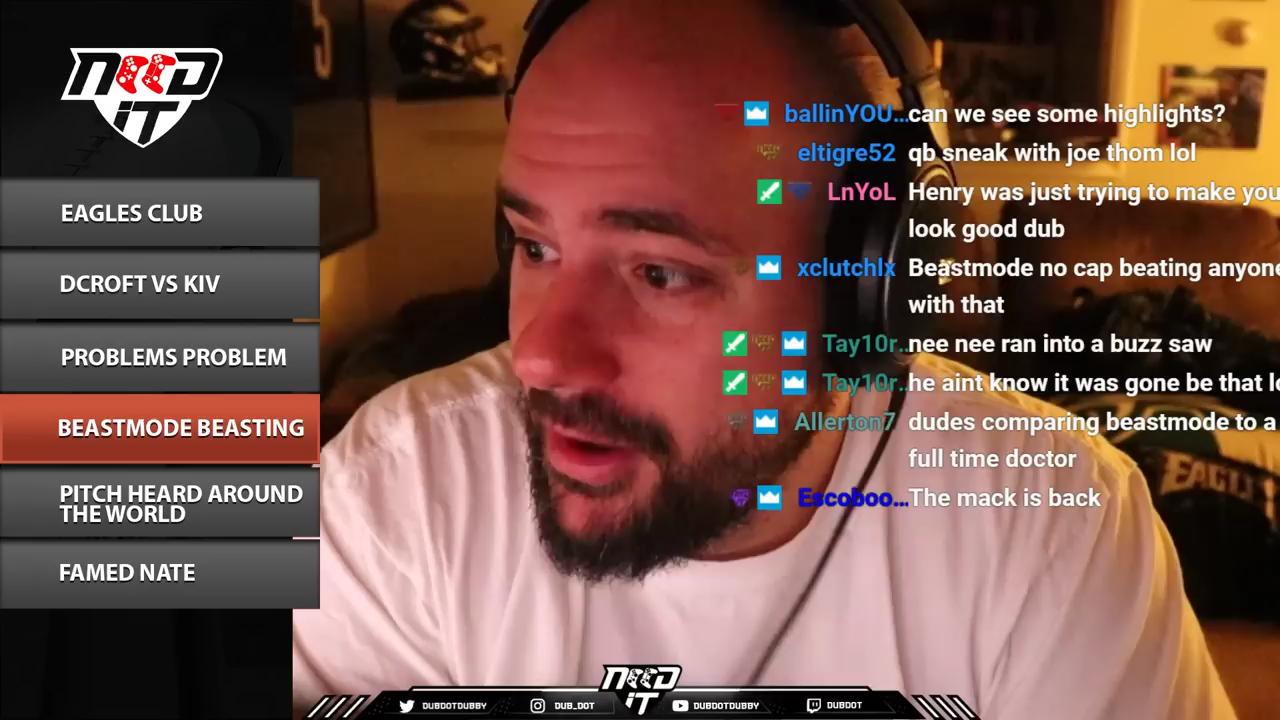 NEED
iT
EAGLES CLUB
DCROFT VS KIV
PROBLEMS PROBLEM
BEASTMODE BEASTING
PITCH HEARD AROUND
THE WORLD
FAMED NATE
ballinYOU... can we see some highlights?
eltigre52 qb sneak with joe thom lol
LnYoL Henry was just trying to make you
look good dub
xclutchlx Beastmode no cap beating anyone
with that
Tay10r.. nee nee ran into a buzz saw
Tay10r.. he aint know it was gone be that
Allerton7 dudes comparing beastmode to a
full time doctor
Escoboo... The mack is back
EAGLES
NEED
iT
DUBDOTDUBBY DUB_DOT DUBDOTDUBBY DUBDOT